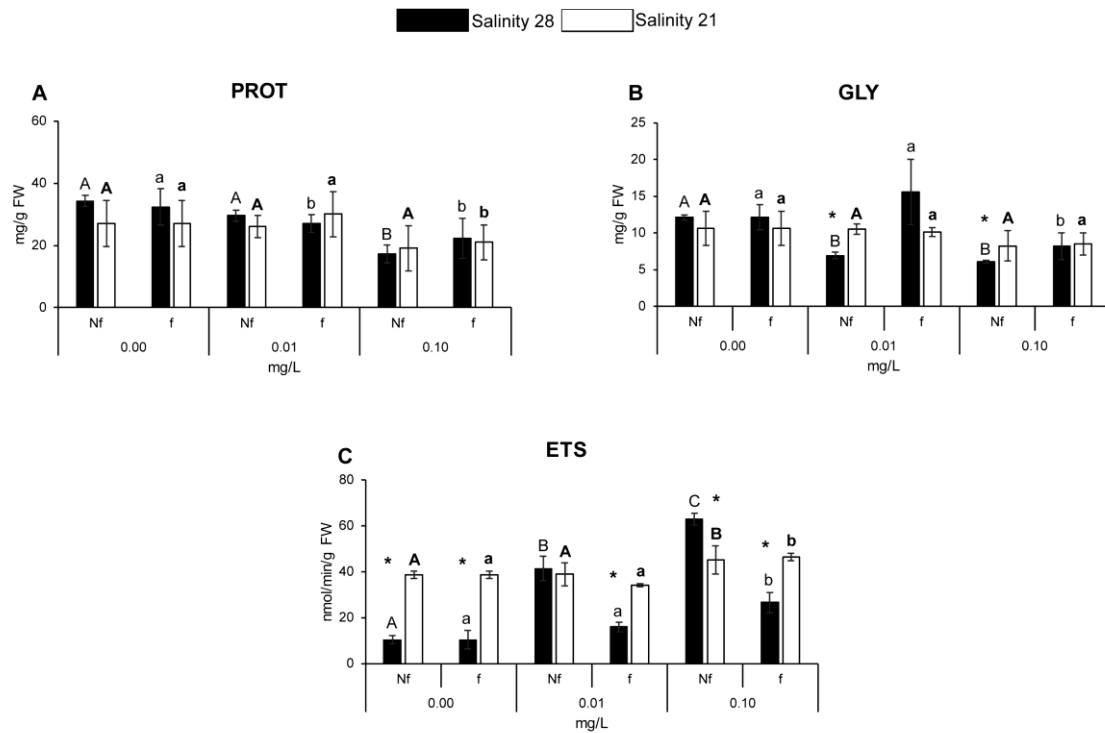 Salinity 28 Salinity 21
A PROT
60
40
20
0
mg/g FW
A A a a A A b a B A b b
Nf f Nf f Nf f
0.00 0.01 0.10
mg/L
B GLY
25
20
15
10
5
0
mg/g FW
A A a a * B A a a * B A b a
Nf f Nf f Nf f
0.00 0.01 0.10
mg/L
C ETS
80
60
40
20
0
nmol/min/g FW
* A A * a a B A * a a C * B * b b
Nf f Nf f Nf f
0.00 0.01 0.10
mg/L